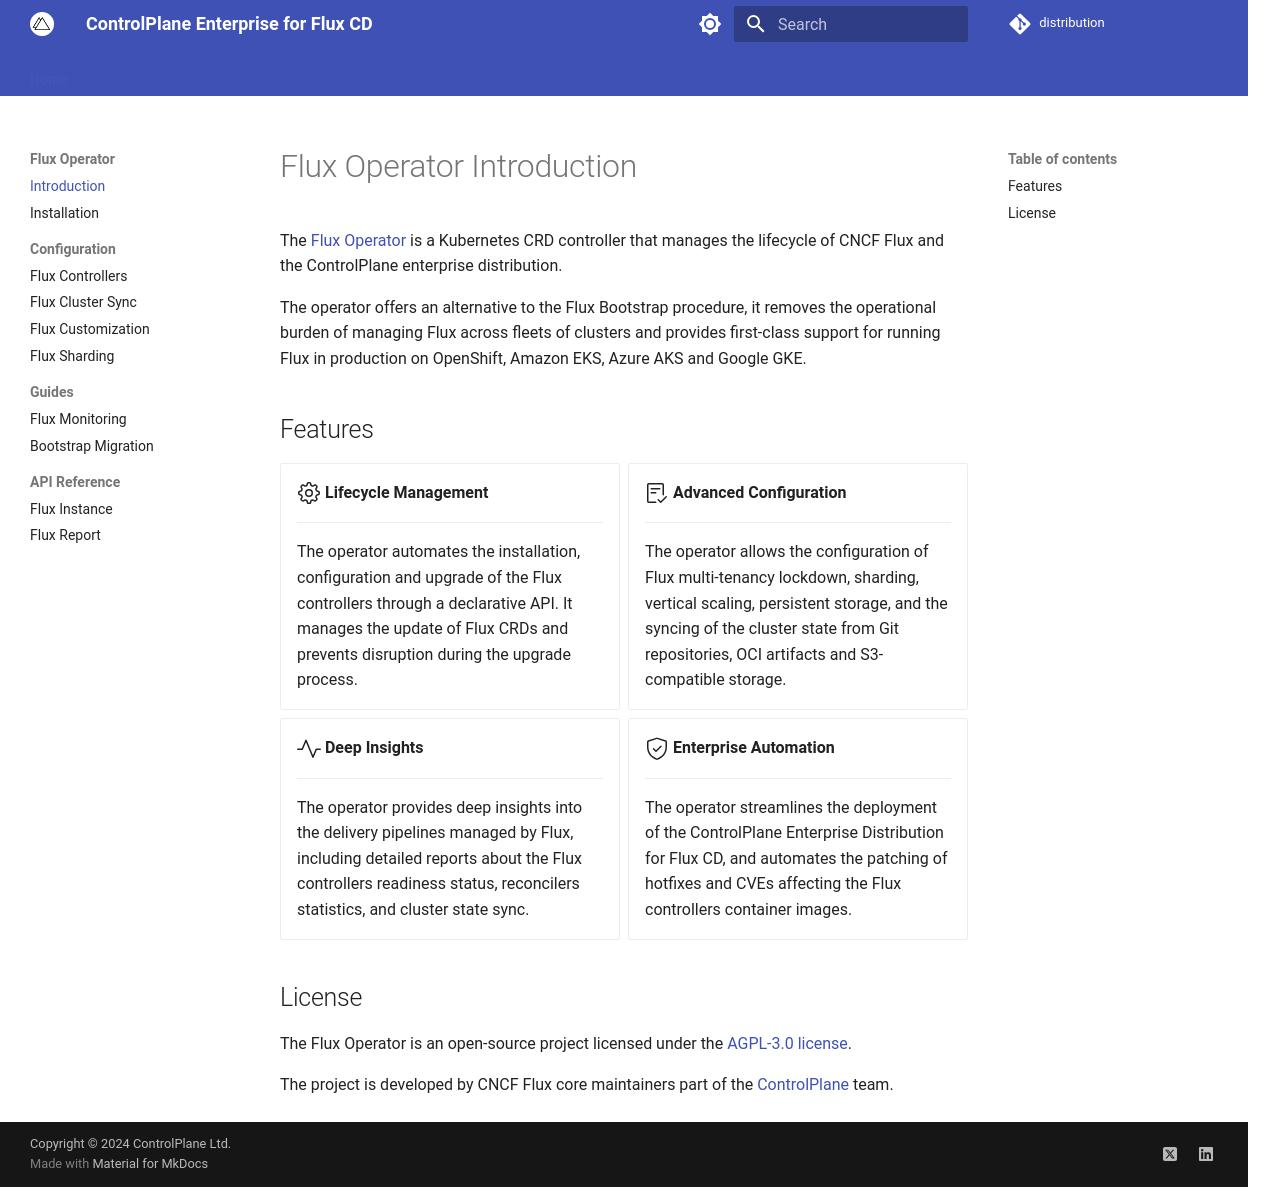 ControlPlane Enterprise for Flux CD
Search
distribution
Home
Flux Operator
Introduction
Installation
Configuration
Flux Controllers
Flux Cluster Sync
Flux Customization
Flux Sharding
Guides
Flux Monitoring
Bootstrap Migration
API Reference
Flux Instance
Flux Report
Flux Operator Introduction
The Flux Operator is a Kubernetes CRD controller that manages the lifecycle of CNCF Flux and
the ControlPlane enterprise distribution.
The operator offers an alternative to the Flux Bootstrap procedure, it removes the operational
burden of managing Flux across fleets of clusters and provides first-class support for running
Flux in production on OpenShift, Amazon EKS, Azure AKS and Google GKE.
Features
Lifecycle Management
The operator automates the installation,
configuration and upgrade of the Flux
controllers through a declarative API. It
manages the update of Flux CRDs and
prevents disruption during the upgrade
process.
Advanced Configuration
The operator allows the configuration of
Flux multi-tenancy lockdown, sharding,
vertical scaling, persistent storage, and the
syncing of the cluster state from Git
repositories, OCI artifacts and S3-
compatible storage.
Deep Insights
The operator provides deep insights into
the delivery pipelines managed by Flux,
including detailed reports about the Flux
controllers readiness status, reconcilers
statistics, and cluster state sync.
Enterprise Automation
The operator streamlines the deployment
of the ControlPlane Enterprise Distribution
for Flux CD, and automates the patching of
hotfixes and CVEs affecting the Flux
controllers container images.
License
The Flux Operator is an open-source project licensed under the AGPL-3.0 license.
The project is developed by CNCF Flux core maintainers part of the ControlPlane team.
Table of contents
Features
License
Copyright © 2024 ControlPlane Ltd.
Made with Material for MkDocs